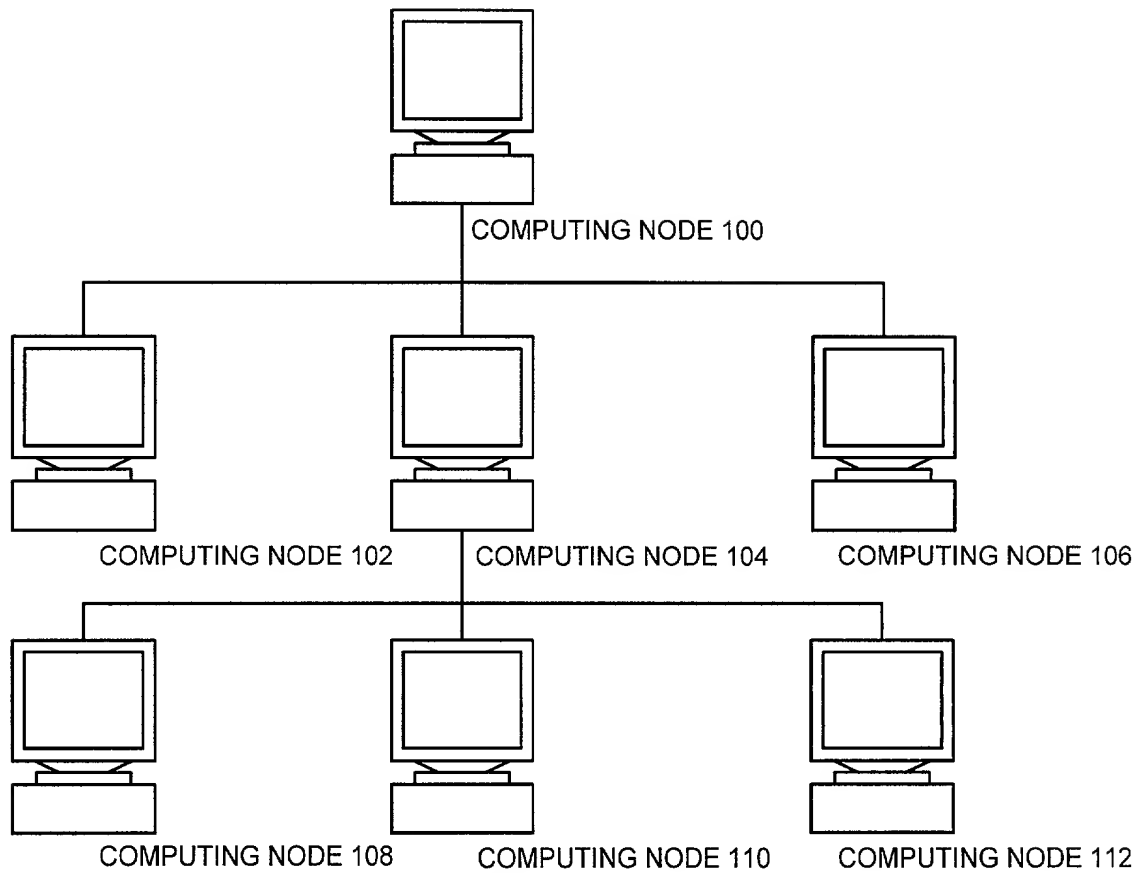 COMPUTING NODE 100
COMPUTING NODE 102
COMPUTING NODE 104
COMPUTING NODE 106
COMPUTING NODE 108
COMPUTING NODE 110
COMPUTING NODE 112